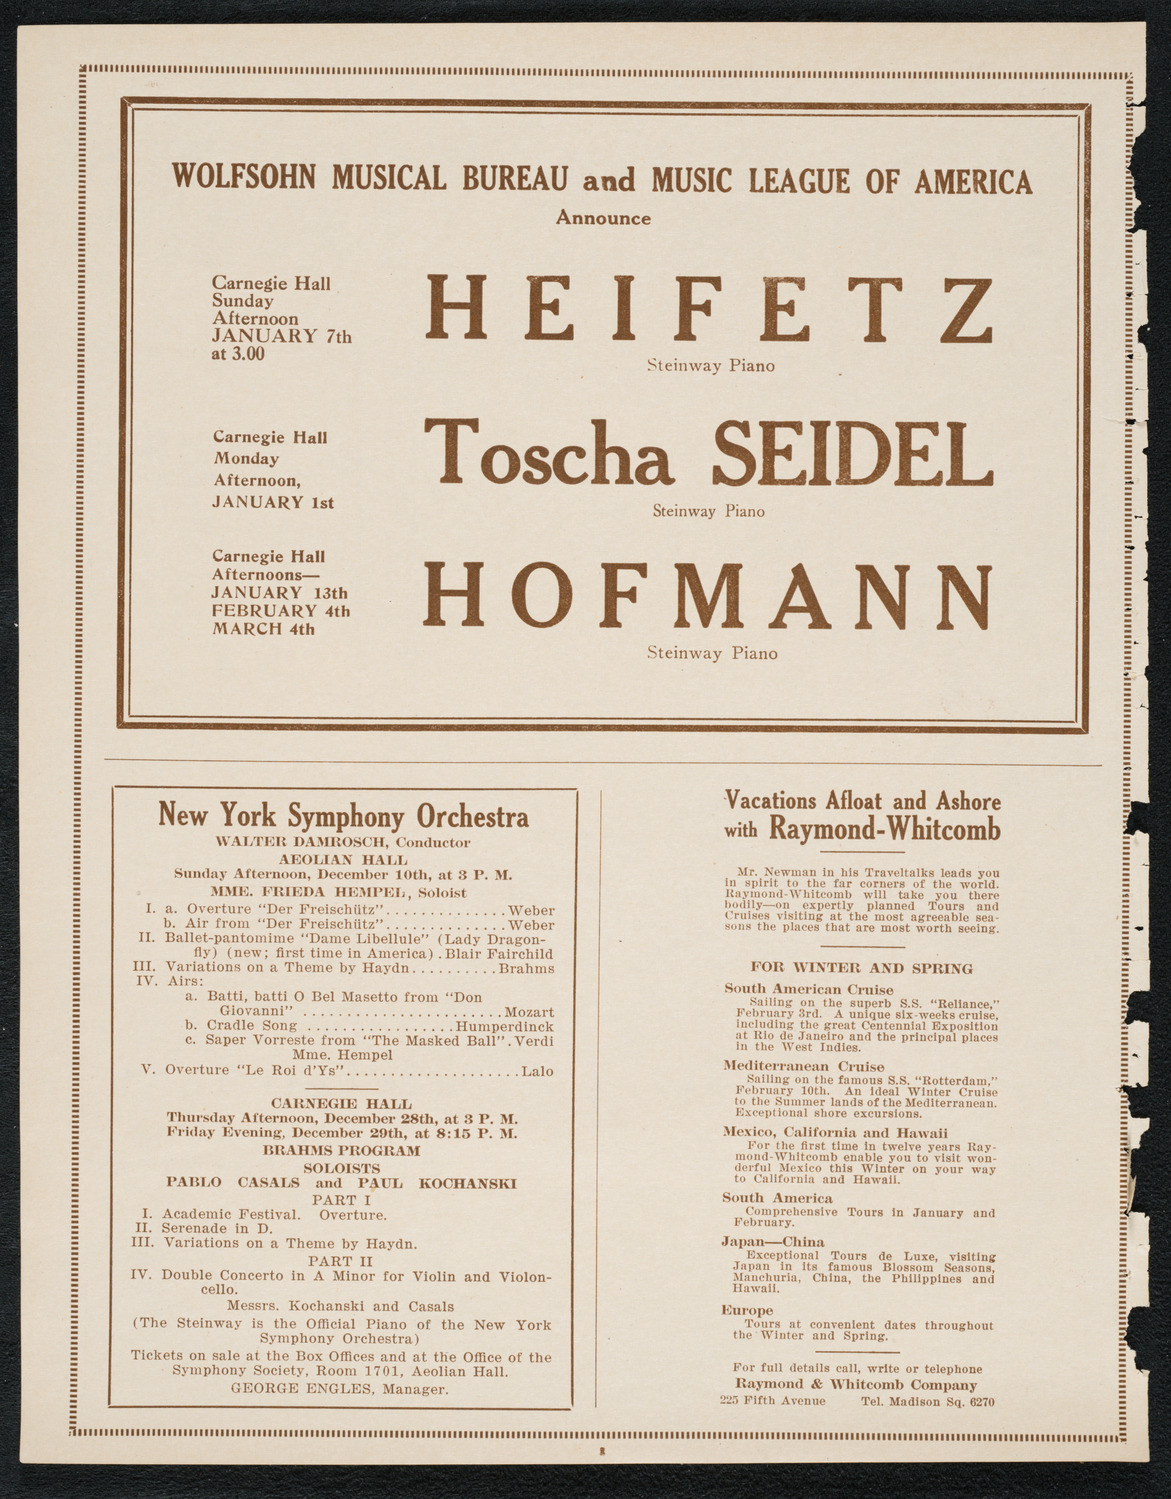 WOLFSOHN MUSICAL BUREAU and MUSIC LEAGUE OF AMERICA
Announce
Carnegie Hall
Sunday
Afternoon
JANUARY 7th
at 3.00
HEIFETZ
Steinway Piano
Carnegie Hall
Monday
Afternoon,
JANUARY 1st
Toscha SEIDEL
Steinway Piano
Carnegie Hall
Afternoons—
JANUARY 13th
FEBRUARY 4th
MARCH 4th
HOFMANN
Steinway Piano
New York Symphony Orchestra
WALTER DAMROSCH, Conductor
AEOLIAN HALL
Sunday Afternoon, December 10th, at 3 P. M.
MME. FRIEDA HEMPEL, Soloist
I. a. Overture "Der Freischütz"..............Weber
b. Air from "Der Freischütz"..............Weber
II. Ballet-pantomime "Dame Libellule" (Lady Dragon-
fly) (new; first time in America).Blair Fairchild
III. Variations on a Theme by Haydn..........Brahms
IV. Airs:
a. Batti, batti O Bel Masetto from "Don
Giovanni" .......................Mozart
b. Cradle Song ................Humperdinck
c. Saper Vorreste from "The Masked Ball".Verdi
Mme. Hempel
V. Overture "Le Roi d'Ys"....................Lalo
CARNEGIE HALL
Thursday Afternoon, December 28th, at 3 P. M.
Friday Evening, December 29th, at 8:15 P. M.
BRAHMS PROGRAM
SOLOISTS
PABLO CASALS and PAUL KOCHANSKI
PART I
I. Academic Festival. Overture.
II. Serenade in D.
III. Variations on a Theme by Haydn.
PART II
IV. Double Concerto in A Minor for Violin and Violon-
cello.
Messrs. Kochanski and Casals
(The Steinway is the Official Piano of the New York
Symphony Orchestra)
Tickets on sale at the Box Offices and at the Office of the
Symphony Society, Room 1701, Aeolian Hall.
GEORGE ENGLES, Manager.
Vacations Afloat and Ashore
with Raymond-Whitcomb
Mr. Newman in his Traveltalks leads you
in spirit to the far corners of the world.
Raymond-Whitcomb will take you there
bodily—on expertly planned Tours and
Cruises visiting at the most agreeable sea-
sons the places that are most worth seeing.
FOR WINTER AND SPRING
South American Cruise
Sailing on the superb S.S. "Reliance,"
February 3rd. A unique six-weeks cruise,
including the great Centennial Exposition
at Rio de Janeiro and the principal places
in the West Indies.
Mediterranean Cruise
Sailing on the famous S.S. "Rotterdam,"
February 10th. An ideal Winter Cruise
to the Summer lands of the Mediterranean.
Exceptional shore excursions.
Mexico, California and Hawaii
For the first time in twelve years Ray-
mond-Whitcomb enable you to visit won-
derful Mexico this Winter on your way
to California and Hawaii.
South America
Comprehensive Tours in January and
February.
Japan—China
Exceptional Tours de Luxe, visiting
Japan in its famous Blossom Seasons,
Manchuria, China, the Philippines and
Hawaii.
Europe
Tours at convenient dates throughout
the Winter and Spring.
For full details call, write or telephone
Raymond & Whitcomb Company
225 Fifth Avenue Tel. Madison Sq. 6270
8